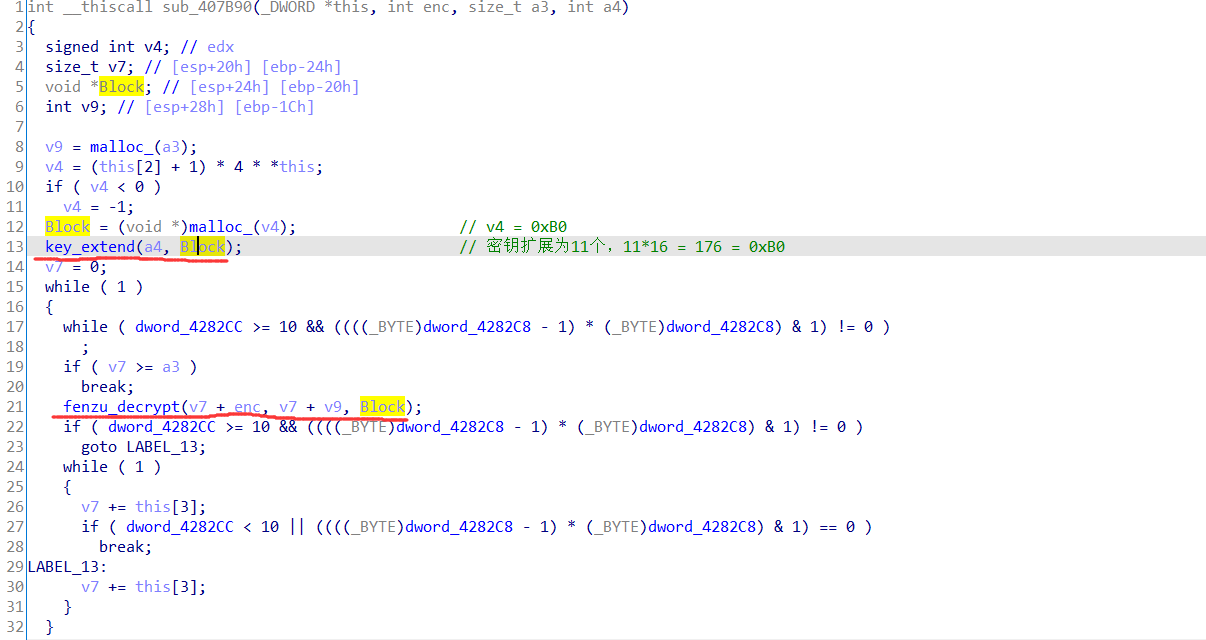 1 int __thiscall sub_407B90(_DWORD *this, int enc, size_t a3, int a4)
2 {
3 signed int v4; // edx
4 size_t v7; // [esp+20h] [ebp-24h]
5 void *Block; // [esp+24h] [ebp-20h]
6 int v9; // [esp+28h] [ebp-1Ch]
7
8 v9 = malloc_(a3);
9 v4 = (this[2] + 1) * 4 * *this;
10 if ( v4 < 0 )
11 v4 = -1;
12 Block = (void *)malloc_(v4); // v4 = 0xB0
13 key_extend(a4, Block); // 密钥扩展为11个，11*16 = 176 = 0xB0
14 v7 = 0;
15 while ( 1 )
16 {
17 while ( dword_4282CC >= 10 && ((((_BYTE)dword_4282C8 - 1) * (_BYTE)dword_4282C8) & 1) != 0 )
18 ;
19 if ( v7 >= a3 )
20 break;
21 fenzu_decrypt(v7 + enc, v7 + v9, Block);
22 if ( dword_4282CC >= 10 && ((((_BYTE)dword_4282C8 - 1) * (_BYTE)dword_4282C8) & 1) != 0 )
23 goto LABEL_13;
24 while ( 1 )
25 {
26 v7 += this[3];
27 if ( dword_4282CC < 10 || ((((_BYTE)dword_4282C8 - 1) * (_BYTE)dword_4282C8) & 1) == 0 )
28 break;
29 LABEL_13:
30 v7 += this[3];
31 }
32 }